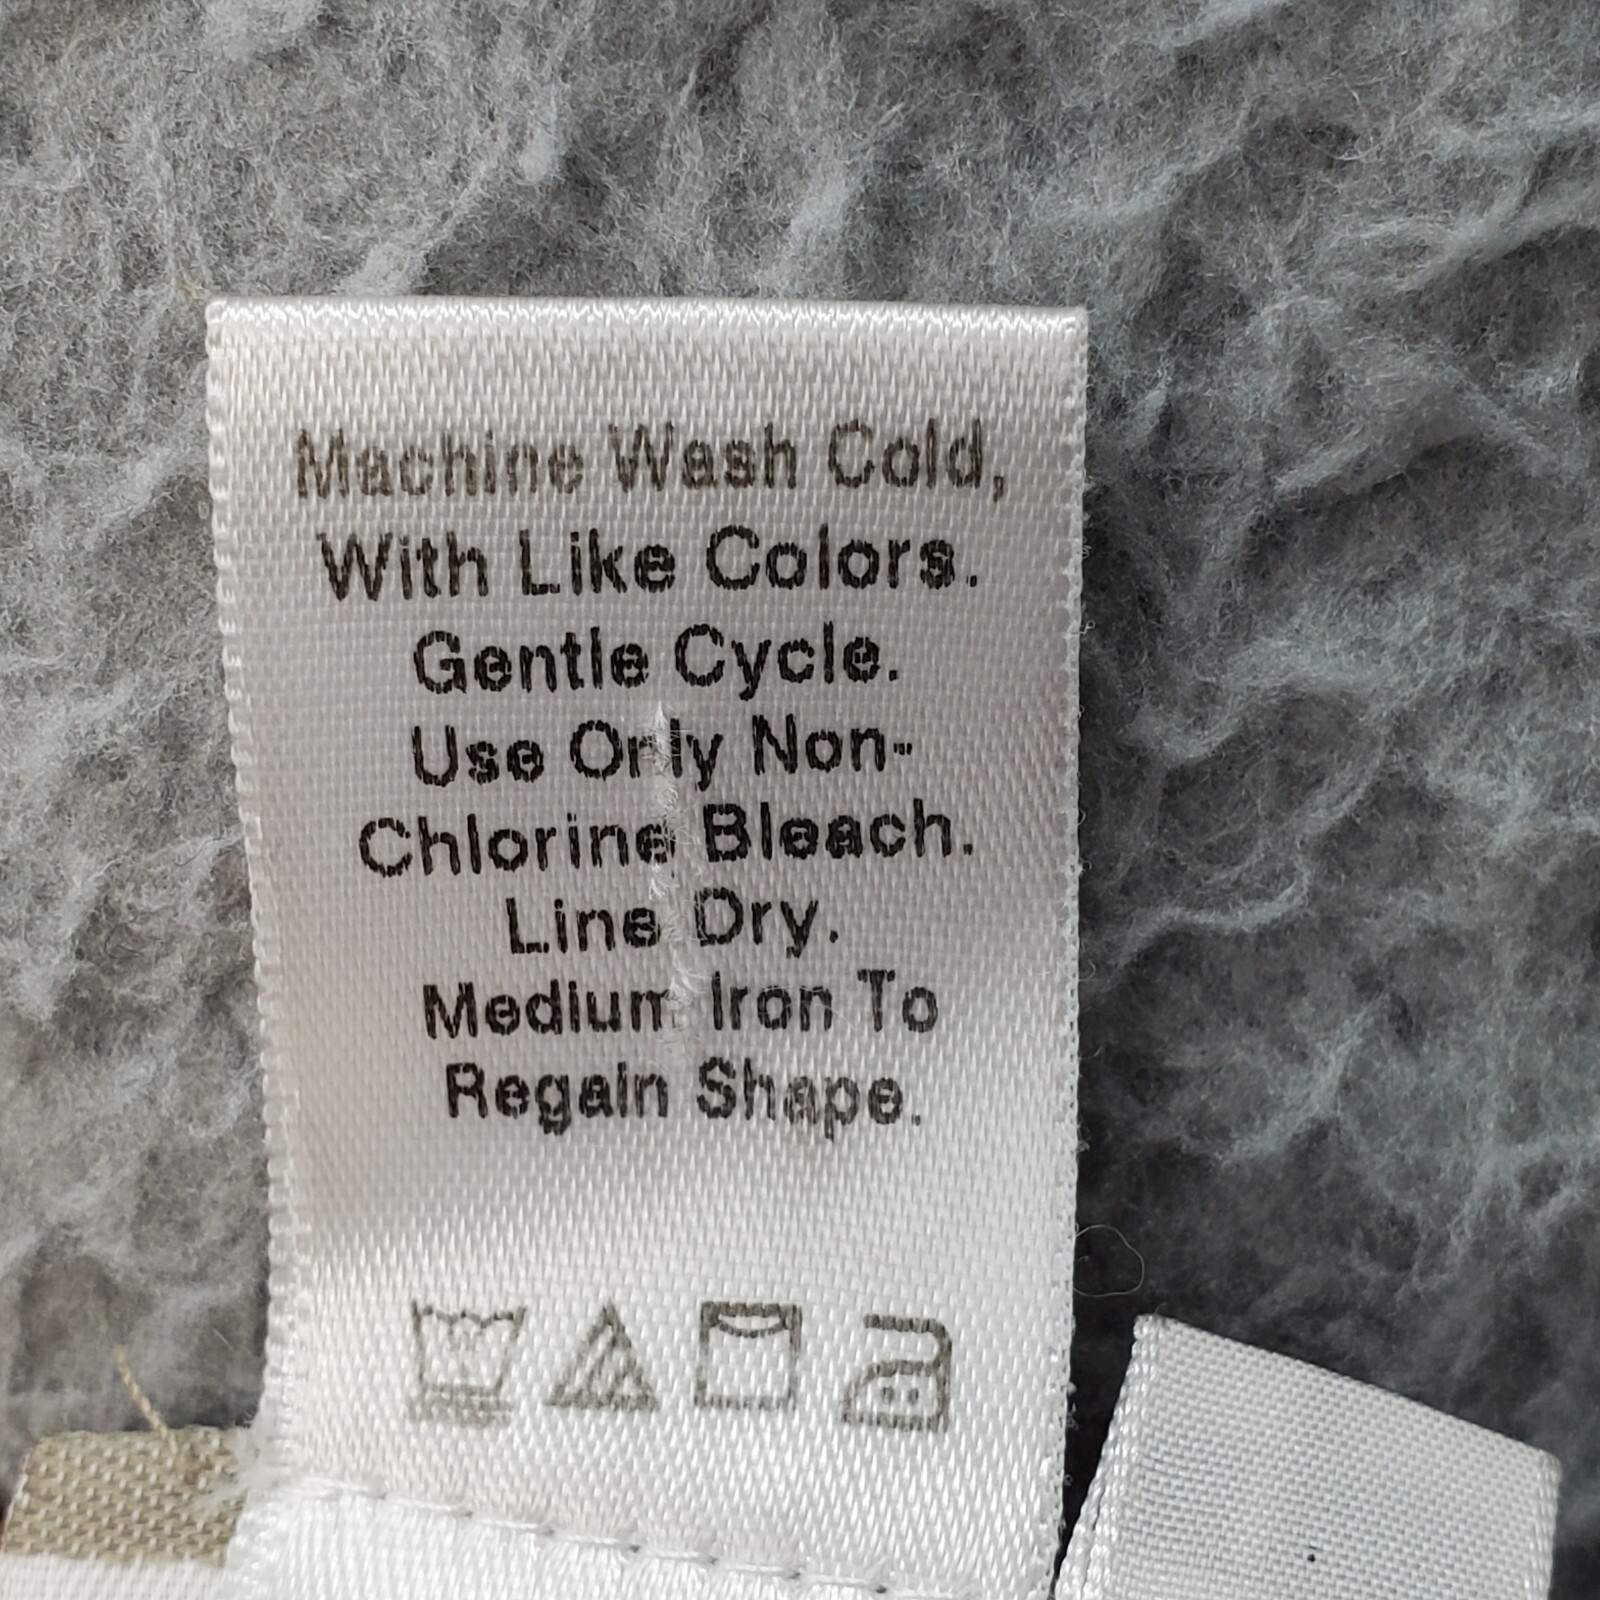 Machine Wash Cold,
With Like Colors.
Gentle Cycle.
Use Only Non-
Chlorine Bleach.
Line Dry.
Medium Iron To
Regain Shape.